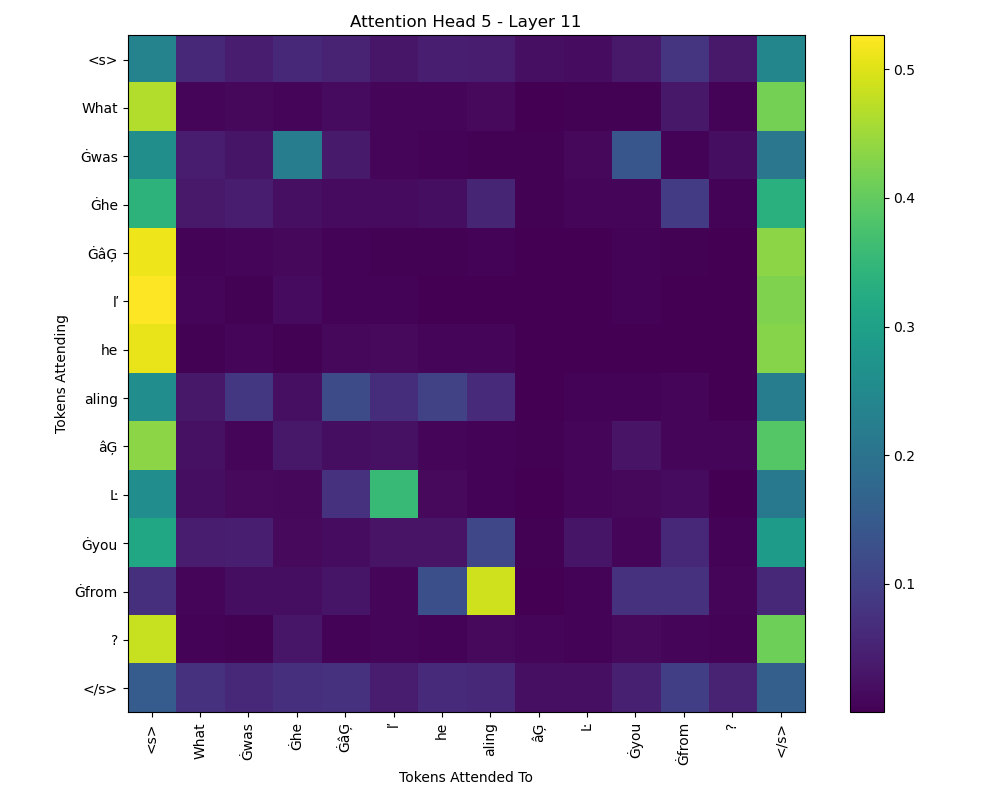 Attention Head 5 - Layer 11
Tokens Attending
<s>
What
Ġwas
Ġhe
ĠâĢ
ľ
he
aling
âĢ
Ŀ
Ġyou
Ġfrom
?
</s>
<s>
What
Ġwas
Ġhe
ĠâĢ
ľ
he
aling
âĢ
Ŀ
Ġyou
Ġfrom
?
</s>
Tokens Attended To
0.5
0.4
0.3
0.2
0.1